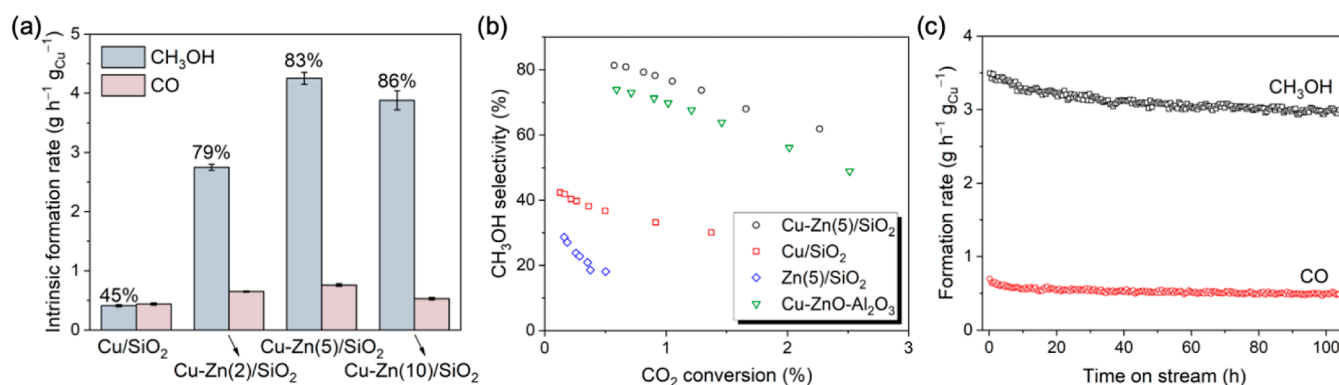 (a)
Intrinsic formation rate (g h⁻¹ g_Cu⁻¹)
5
4
3
2
1
0
CH₃OH
CO
45%
79%
83%
86%
Cu/SiO₂
Cu-Zn(2)/SiO₂
Cu-Zn(5)/SiO₂
Cu-Zn(10)/SiO₂
(b)
CH₃OH selectivity (%)
80
60
40
20
0
Cu-Zn(5)/SiO₂
Cu/SiO₂
Zn(5)/SiO₂
Cu-ZnO-Al₂O₃
0
1
2
3
CO₂ conversion (%)
(c)
Formation rate (g h⁻¹ g_Cu⁻¹)
4
3
2
1
0
CH₃OH
CO
0
20
40
60
80
100
Time on stream (h)